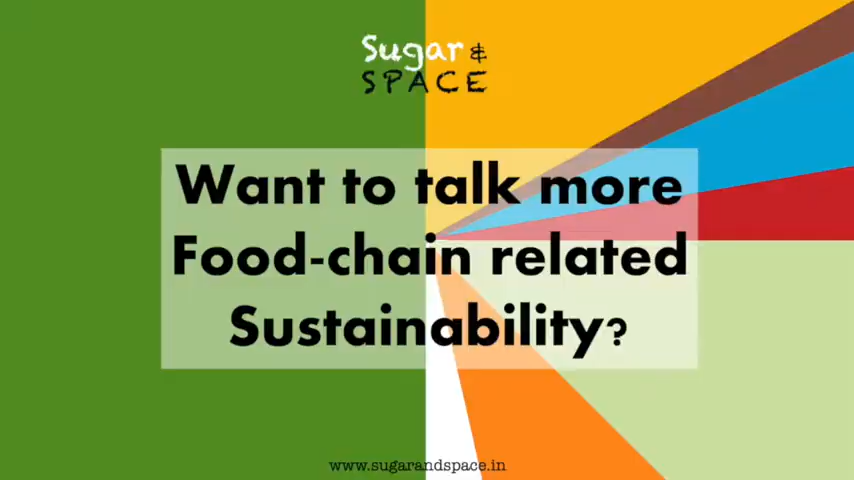 Sugar &
SPACE
Want to talk more
Food-chain related
Sustainability?
www.sugarandspace.in